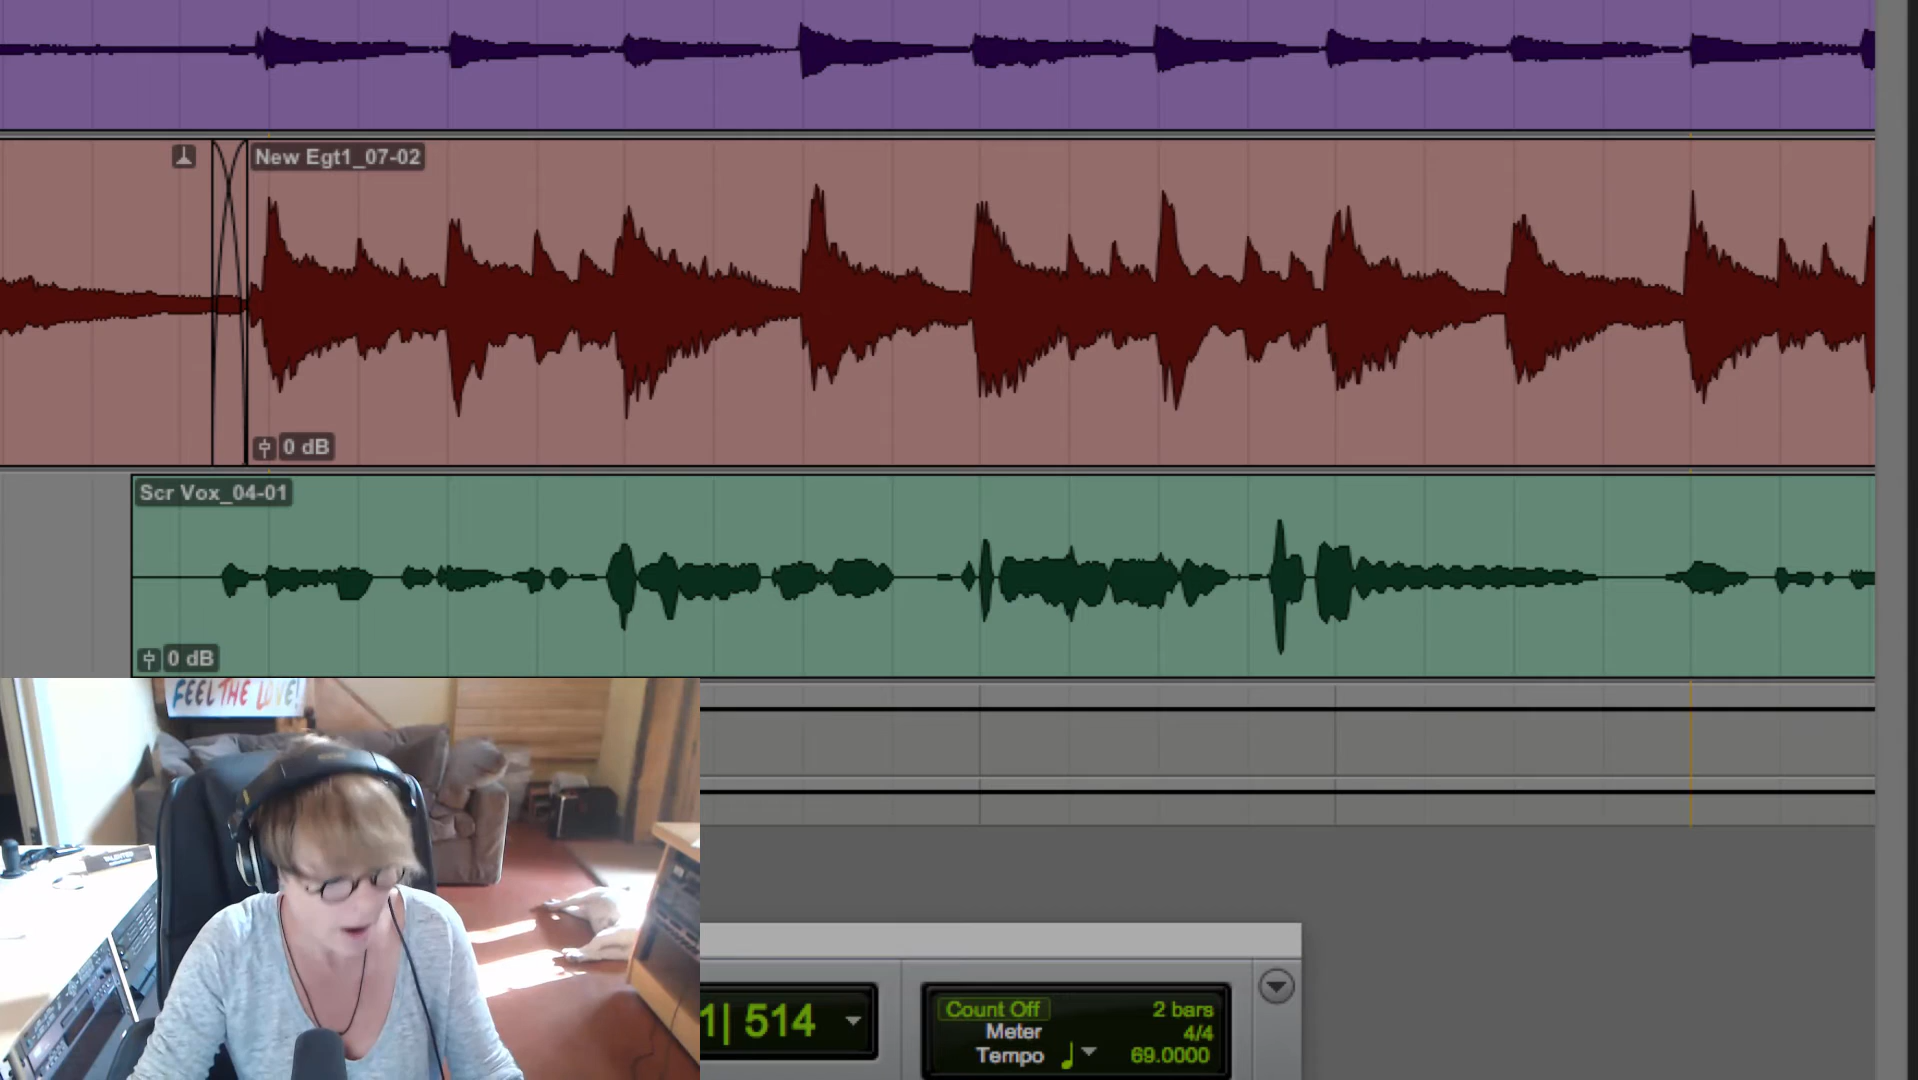 New Egt1_07-02
0 dB
Scr Vox_04-01
0 dB
FEEL THE LOVE!
1| 514
Count Off 2 bars
Meter 4/4
Tempo 69.0000